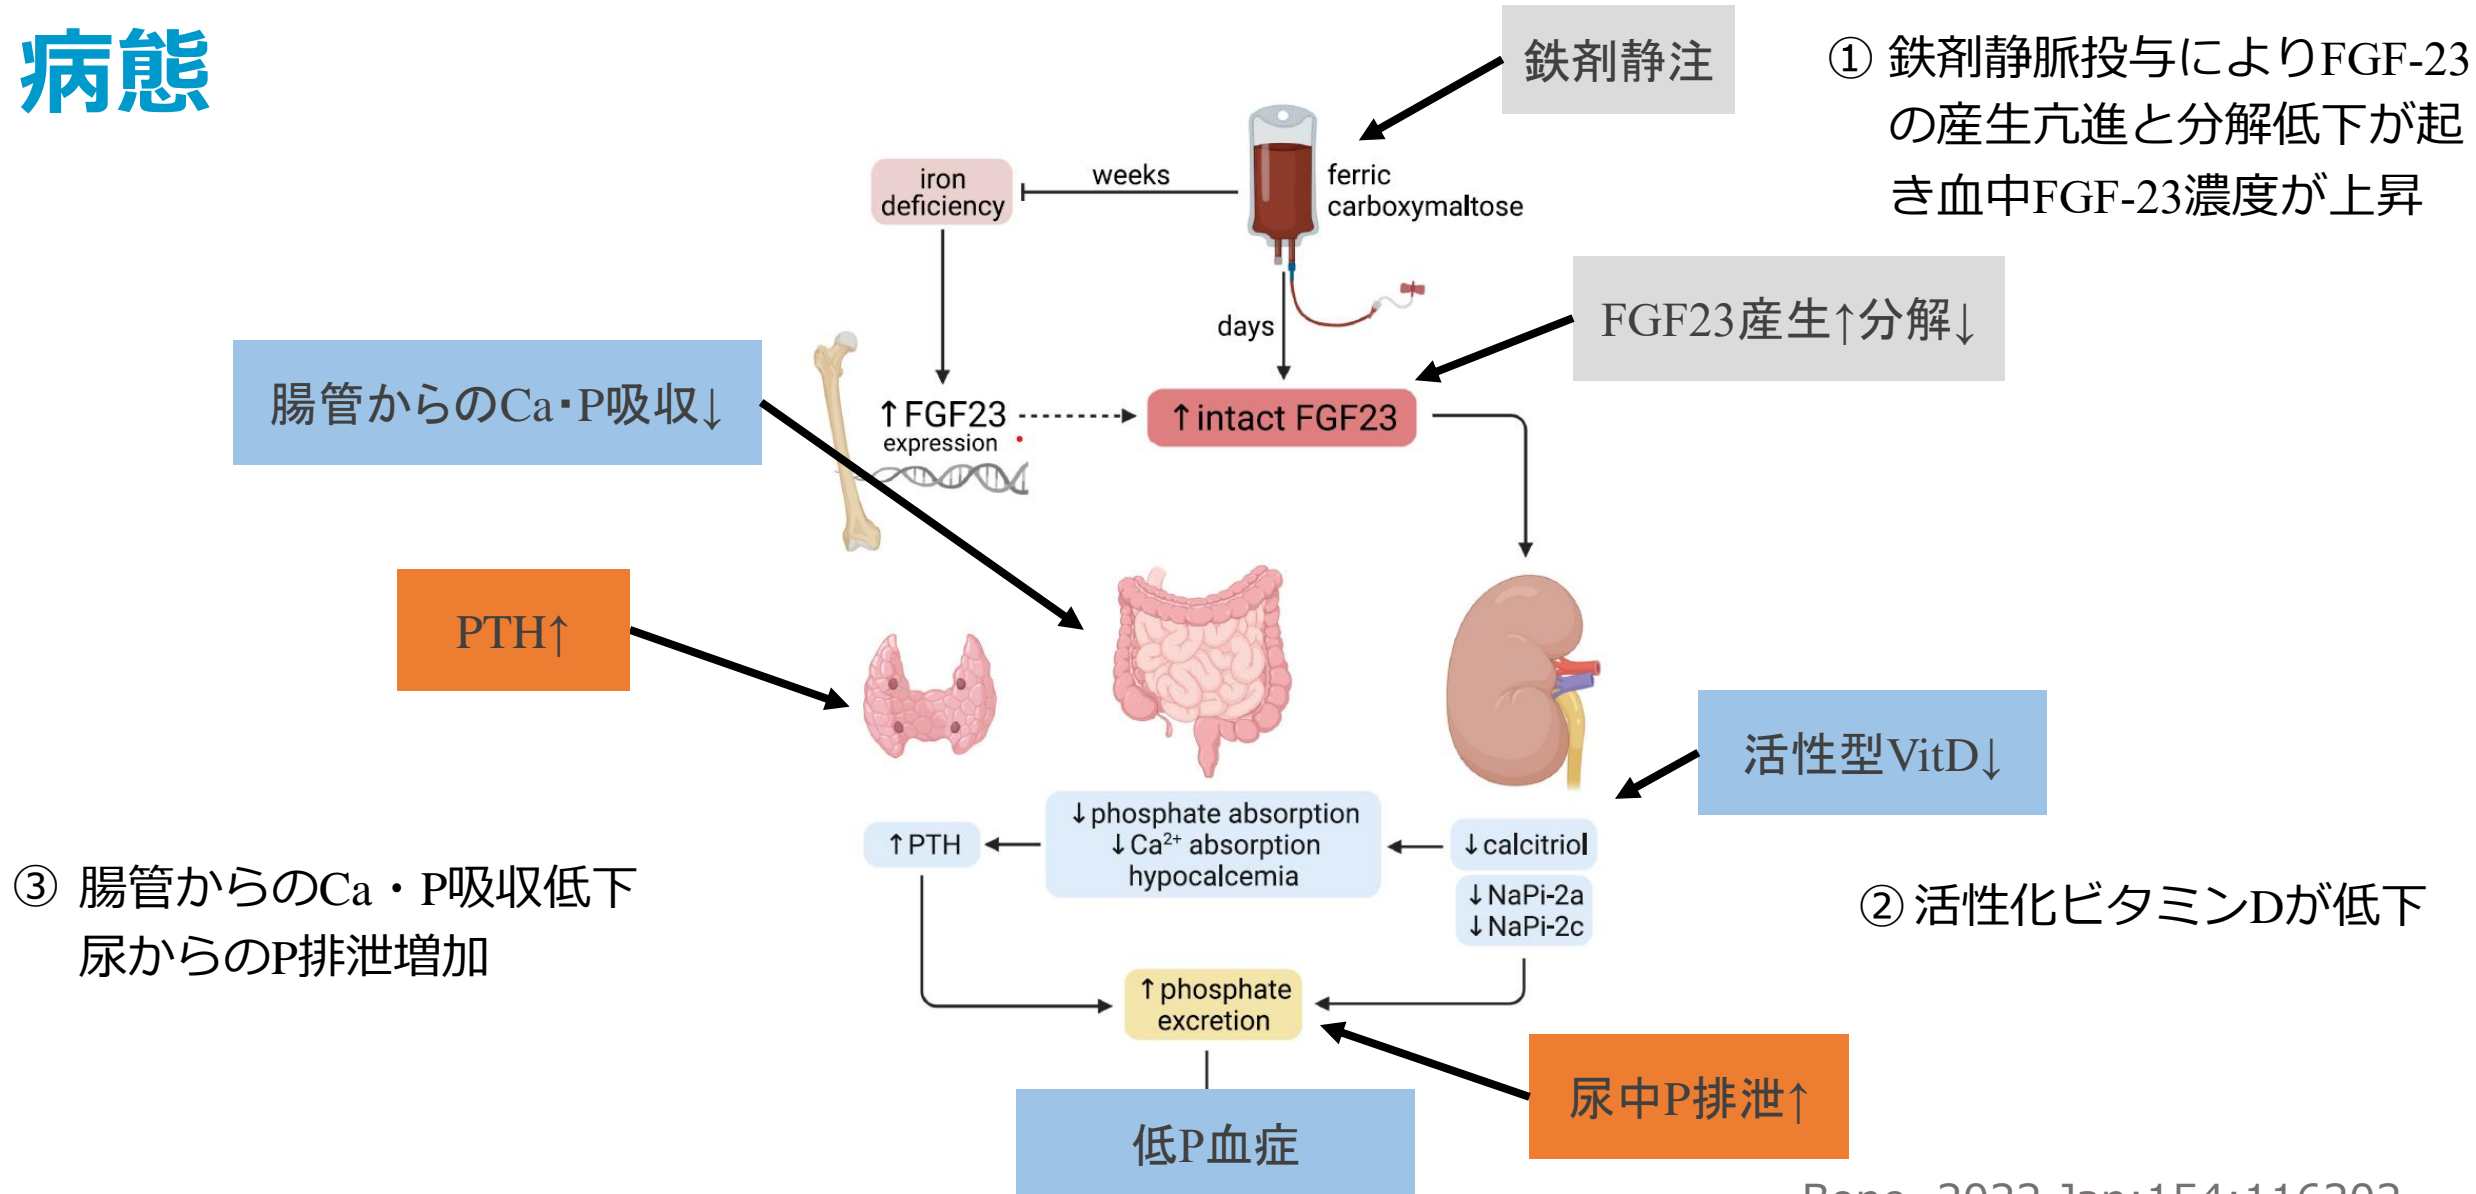 病態
鉄剤静注
① 鉄剤静脈投与によりFGF-23
の産生亢進と分解低下が起
き血中FGF-23濃度が上昇
iron
deficiency
weeks
ferric
carboxymaltose
days
FGF23産生↑分解↓
腸管からのCa・P吸収↓
↑FGF23
expression
↑intact FGF23
PTH↑
活性型VitD↓
↑PTH
↓phosphate absorption
↓Ca²⁺ absorption
hypocalcemia
↓calcitriol
↓NaPi-2a
↓NaPi-2c
② 活性化ビタミンDが低下
③ 腸管からのCa・P吸収低下
尿からのP排泄増加
↑phosphate
excretion
尿中P排泄↑
低P血症